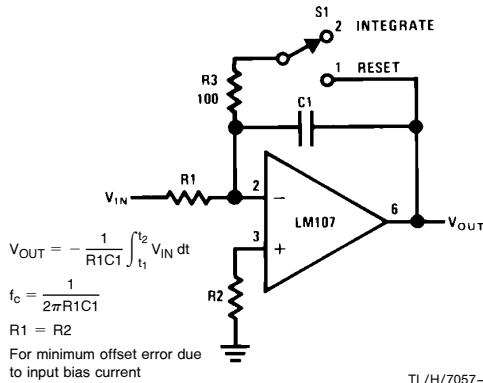 S1
2 INTEGRATE
1 RESET
R3
100
C1
R1
V_IN
2
−
LM107
6
V_OUT
3
+
R2
V_OUT = − 1/(R1C1) ∫_{t1}^{t2} V_IN dt
f_c = 1/(2πR1C1)
R1 = R2
For minimum offset error due
to input bias current
TL/H/7057–